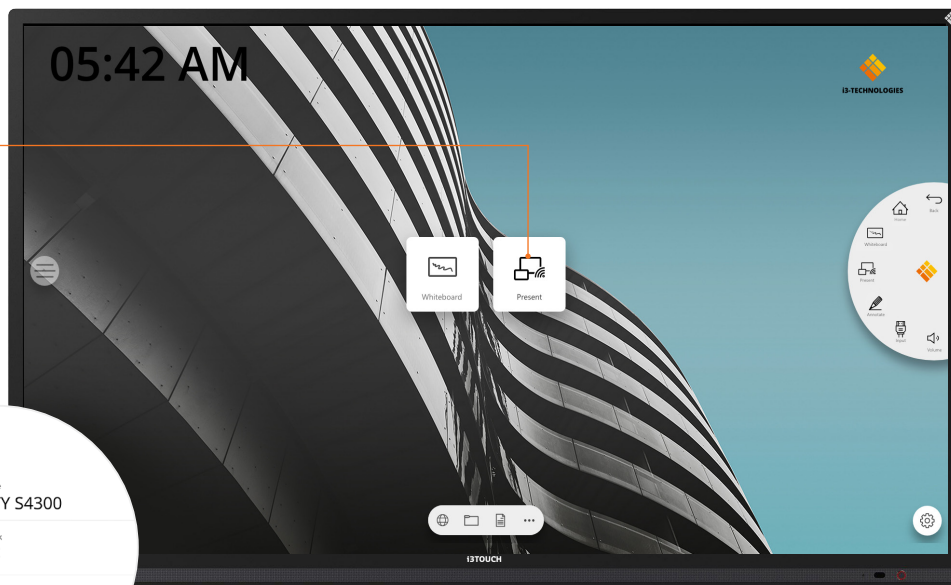 05:42 AM
i3-TECHNOLOGIES
Back
Home
Whiteboard
Present
Annotate
Input
Volume
Whiteboard
Present
Y S4300
i3TOUCH